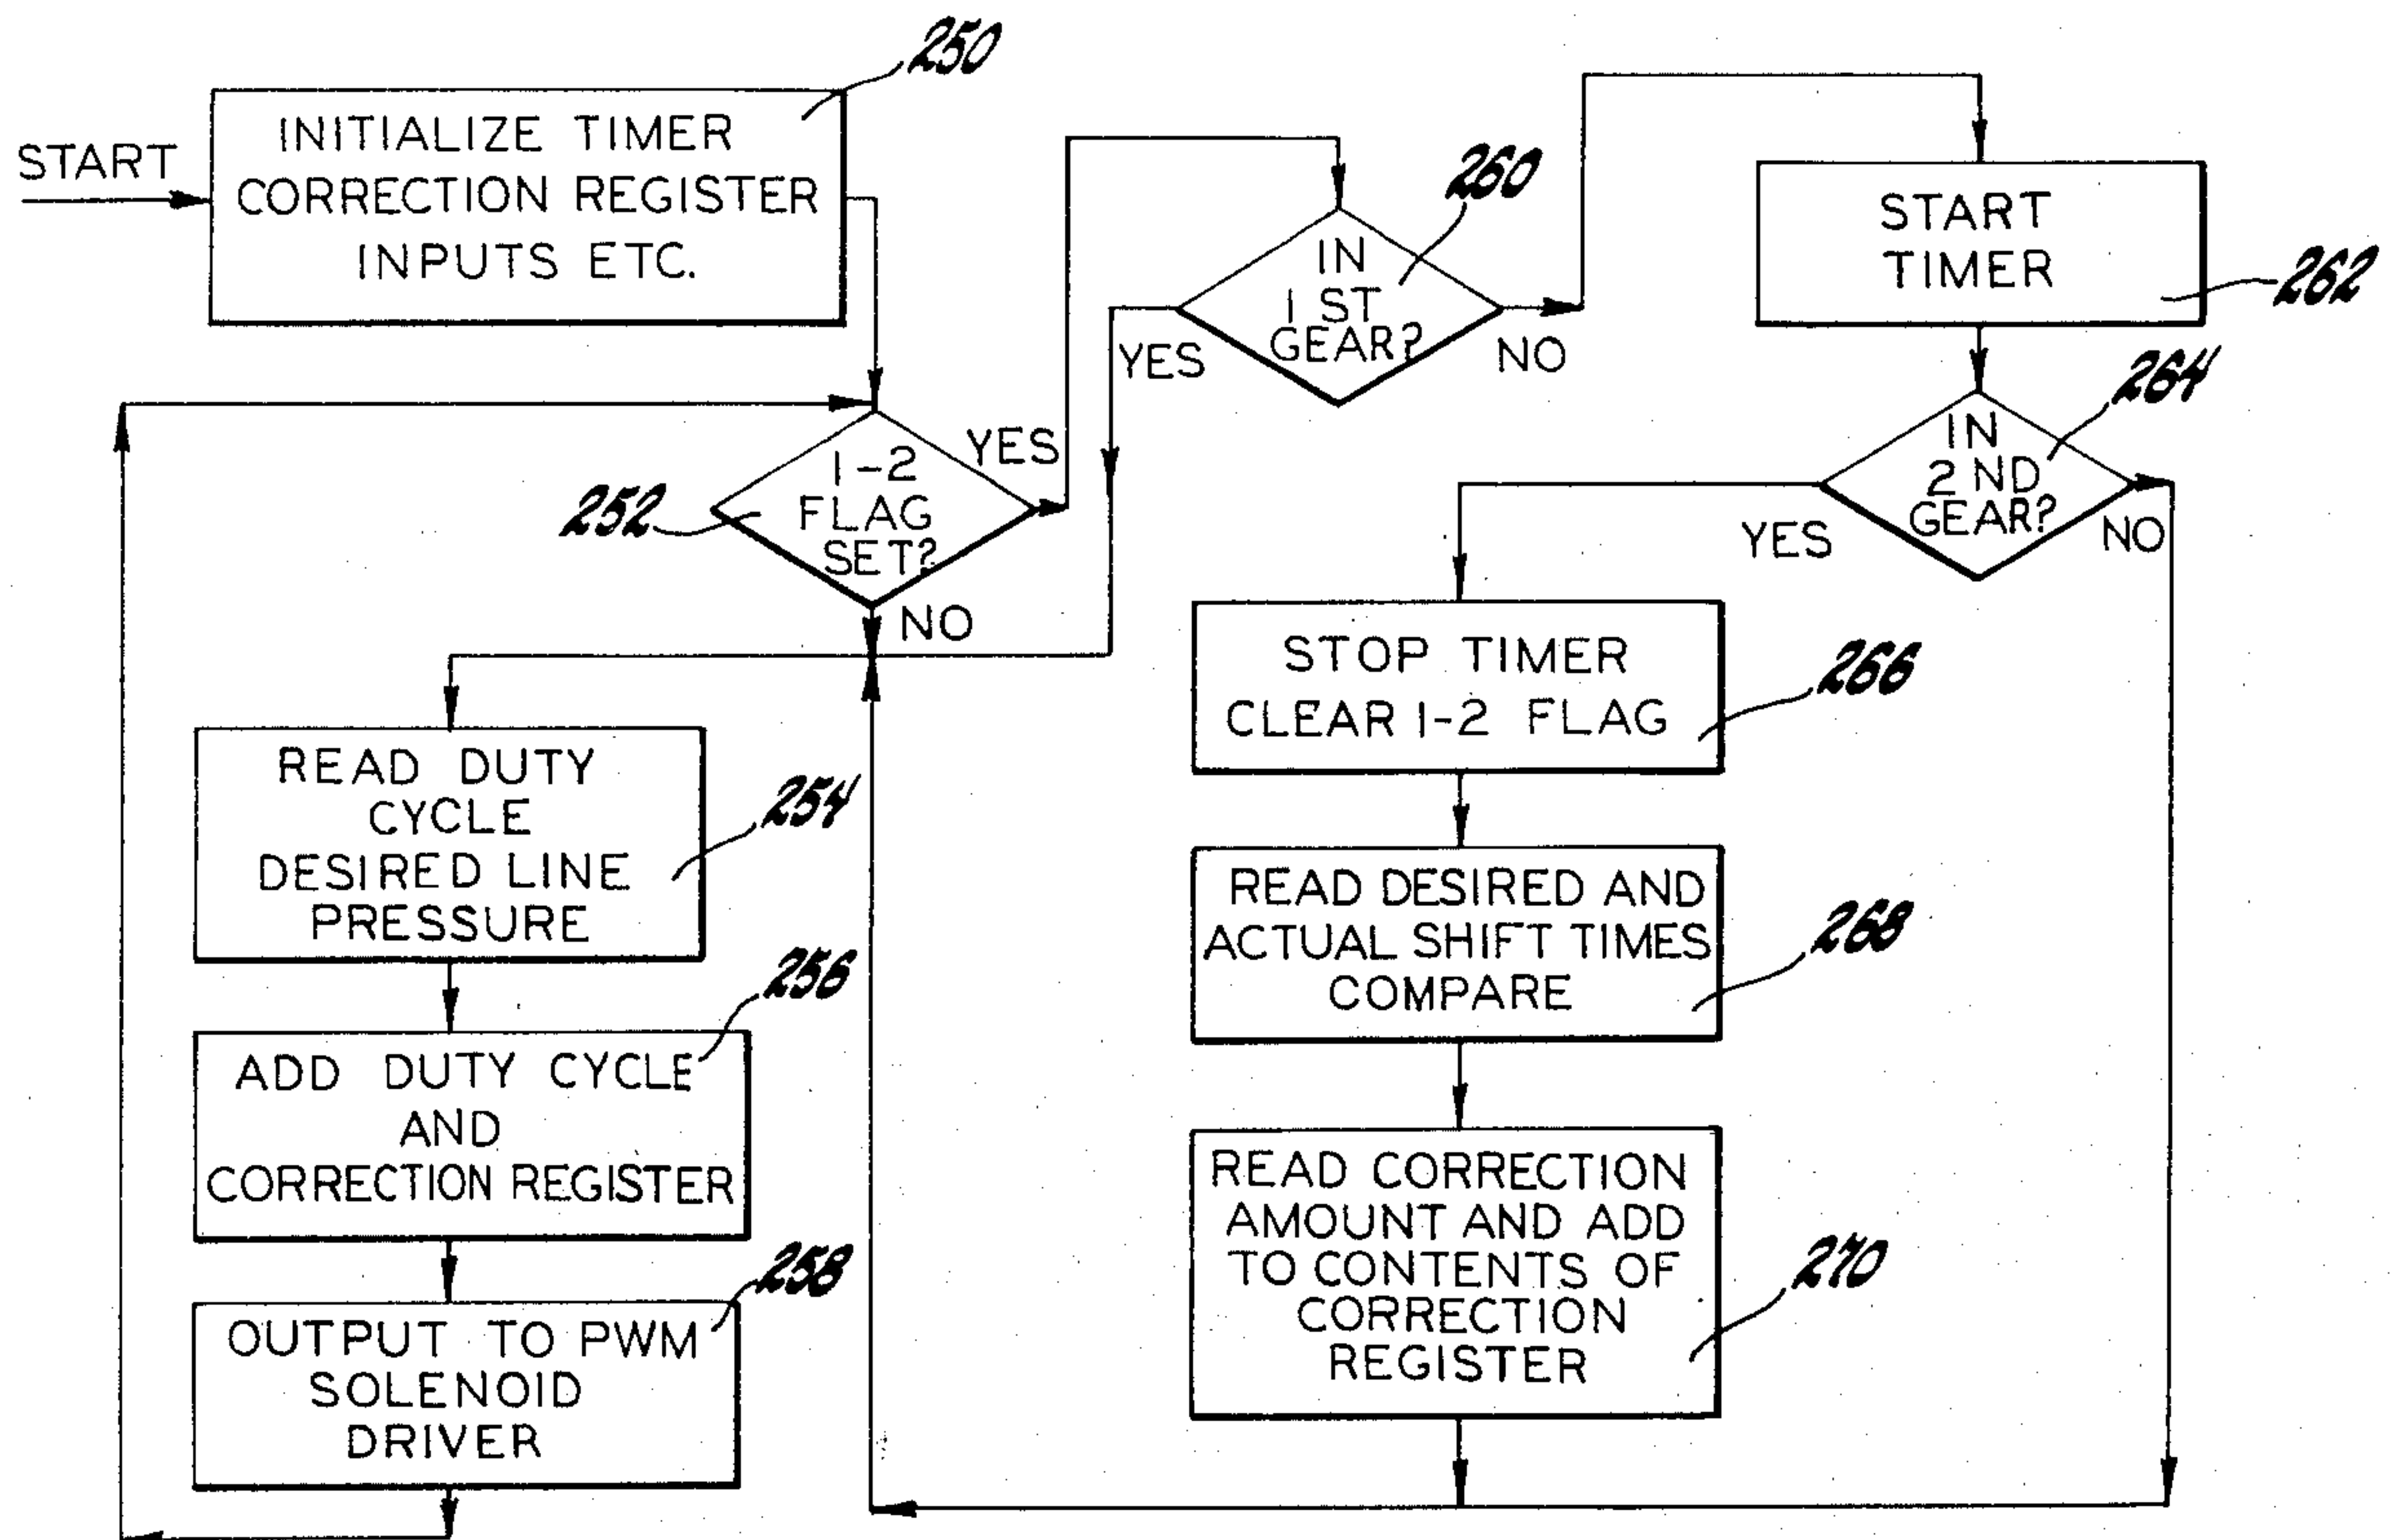 START
250
INITIALIZE TIMER
CORRECTION REGISTER
INPUTS ETC.
252
1-2
FLAG
SET?
YES
NO
254
READ DUTY
CYCLE
DESIRED LINE
PRESSURE
256
ADD DUTY CYCLE
AND
CORRECTION REGISTER
258
OUTPUT TO PWM
SOLENOID
DRIVER
260
IN
1 ST
GEAR?
YES
NO
262
START
TIMER
264
IN
2 ND
GEAR?
YES
NO
266
STOP TIMER
CLEAR 1-2 FLAG
268
READ DESIRED AND
ACTUAL SHIFT TIMES
COMPARE
270
READ CORRECTION
AMOUNT AND ADD
TO CONTENTS OF
CORRECTION
REGISTER